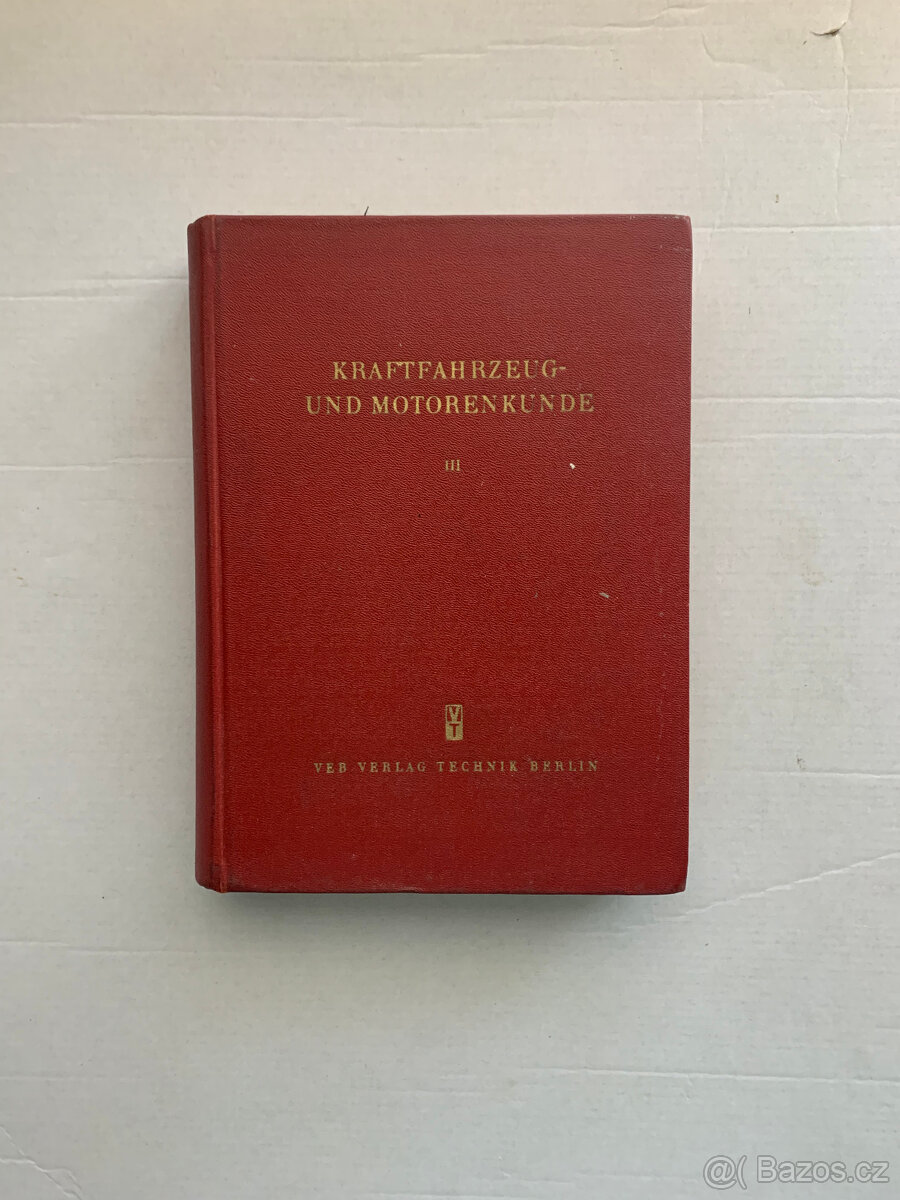 KRAFTFAHRZEUG-
UND MOTORENKUNDE
III
VT
VEB VERLAG TECHNIK BERLIN
@( Bazos.cz